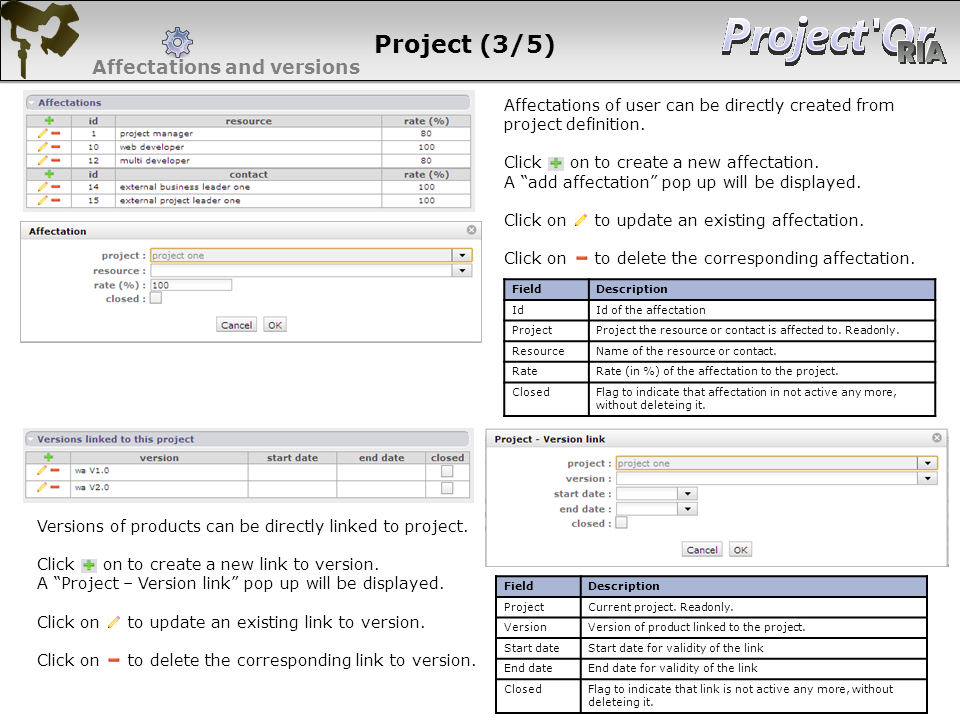 Project (3/5)
Affectations and versions
Project'Or
RIA
Affectations
id resource rate (%)
1 project manager 80
10 web developer 100
12 multi developer 80
id contact rate (%)
14 external business leader one 100
15 external project leader one 100
Affectation
project : project one
resource :
rate (%) : 100
closed :
Cancel OK
Affectations of user can be directly created from
project definition.
Click on to create a new affectation.
A “add affectation” pop up will be displayed.
Click on to update an existing affectation.
Click on to delete the corresponding affectation.
Field Description
Id Id of the affectation
Project Project the resource or contact is affected to. Readonly.
Resource Name of the resource or contact.
Rate Rate (in %) of the affectation to the project.
Closed Flag to indicate that affectation in not active any more,
without deleteing it.
Versions linked to this project
version start date end date closed
wa V1.0
wa V2.0
Versions of products can be directly linked to project.
Click on to create a new link to version.
A “Project – Version link” pop up will be displayed.
Click on to update an existing link to version.
Click on to delete the corresponding link to version.
Project - Version link
project : project one
version :
start date :
end date :
closed :
Cancel OK
Field Description
Project Current project. Readonly.
Version Version of product linked to the project.
Start date Start date for validity of the link
End date End date for validity of the link
Closed Flag to indicate that link is not active any more, without
deleteing it.